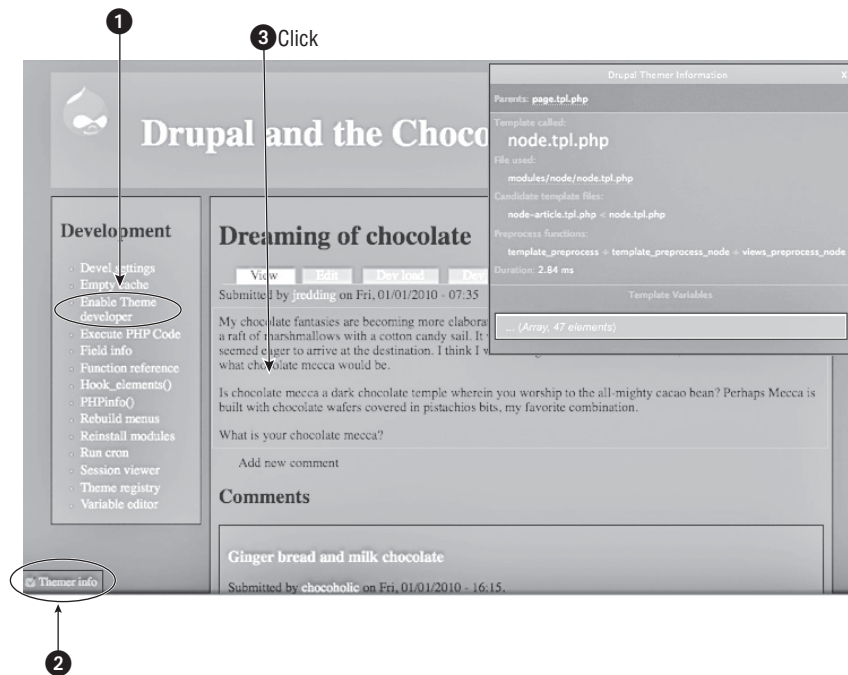 1
3 Click
Drupal Themer Information X
Parents: page.tpl.php
Template called:
node.tpl.php
File used:
modules/node/node.tpl.php
Candidate template files:
node-article.tpl.php < node.tpl.php
Preprocess functions:
template_preprocess + template_preprocess_node + views_preprocess_node
Duration: 2.84 ms
Template Variables
... (Array, 47 elements)
Drupal and the Choco
Development
Devel settings
Empty cache
Enable Theme
developer
Execute PHP Code
Field info
Function reference
Hook_elements()
PHPinfo()
Rebuild menus
Reinstall modules
Run cron
Session viewer
Theme registry
Variable editor
Dreaming of chocolate
View Edit Dev load Dev
Submitted by jredding on Fri, 01/01/2010 - 07:35
My chocolate fantasies are becoming more elaborat
a raft of marshmallows with a cotton candy sail. It
seemed eager to arrive at the destination. I think I
what chocolate mecca would be.
Is chocolate mecca a dark chocolate temple wherein you worship to the all-mighty cacao bean? Perhaps Mecca is
built with chocolate wafers covered in pistachios bits, my favorite combination.
What is your chocolate mecca?
Add new comment
Comments
Ginger bread and milk chocolate
Submitted by chocoholic on Fri, 01/01/2010 - 16:15.
Themer info
2